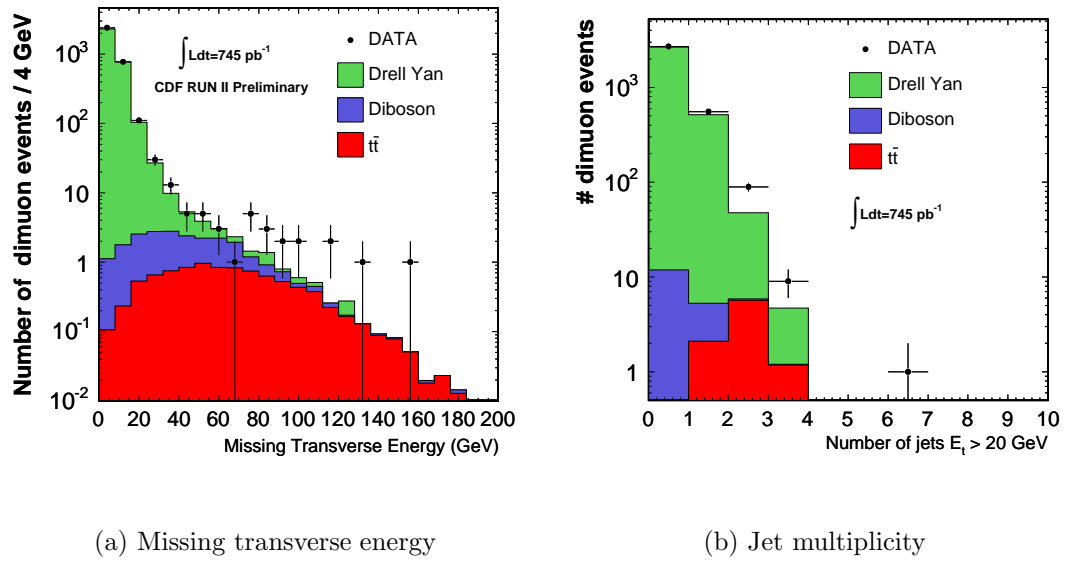 Number of dimuon events / 4 GeV
10³
10²
10
1
10⁻¹
10⁻²
∫Ldt=745 pb⁻¹
CDF RUN II Preliminary
DATA
Drell Yan
Diboson
tt̄
0 20 40 60 80 100 120 140 160 180 200
Missing Transverse Energy (GeV)
(a) Missing transverse energy
# dimuon events
10³
10²
10
1
DATA
Drell Yan
Diboson
tt̄
∫Ldt=745 pb⁻¹
0 1 2 3 4 5 6 7 8 9 10
Number of jets Eₜ > 20 GeV
(b) Jet multiplicity